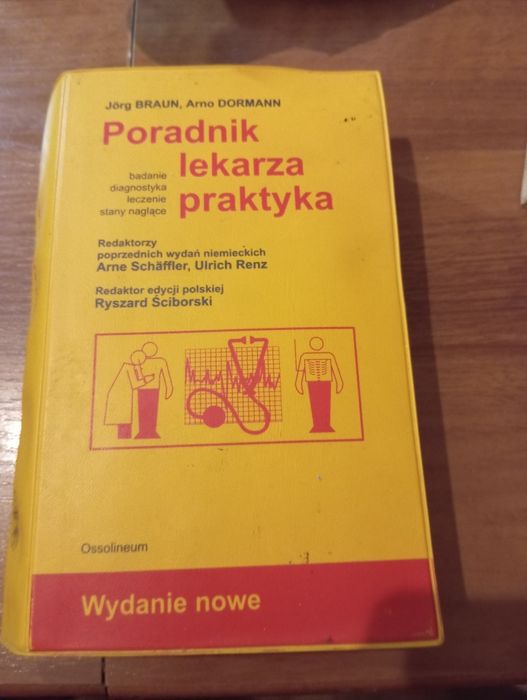 Jörg BRAUN, Arno DORMANN
Poradnik
lekarza
praktyka
badanie
diagnostyka
leczenie
stany naglące
Redaktorzy
poprzednich wydań niemieckich
Arne Schäffler, Ulrich Renz
Redaktor edycji polskiej
Ryszard Ściborski
Ossolineum
Wydanie nowe